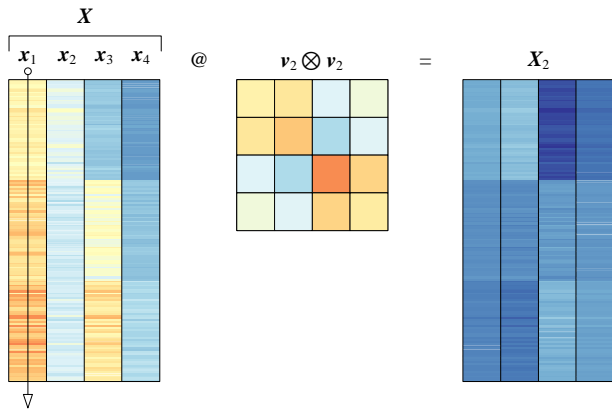 X
x₁ x₂ x₃ x₄ @ v₂ ⊗ v₂ = X₂